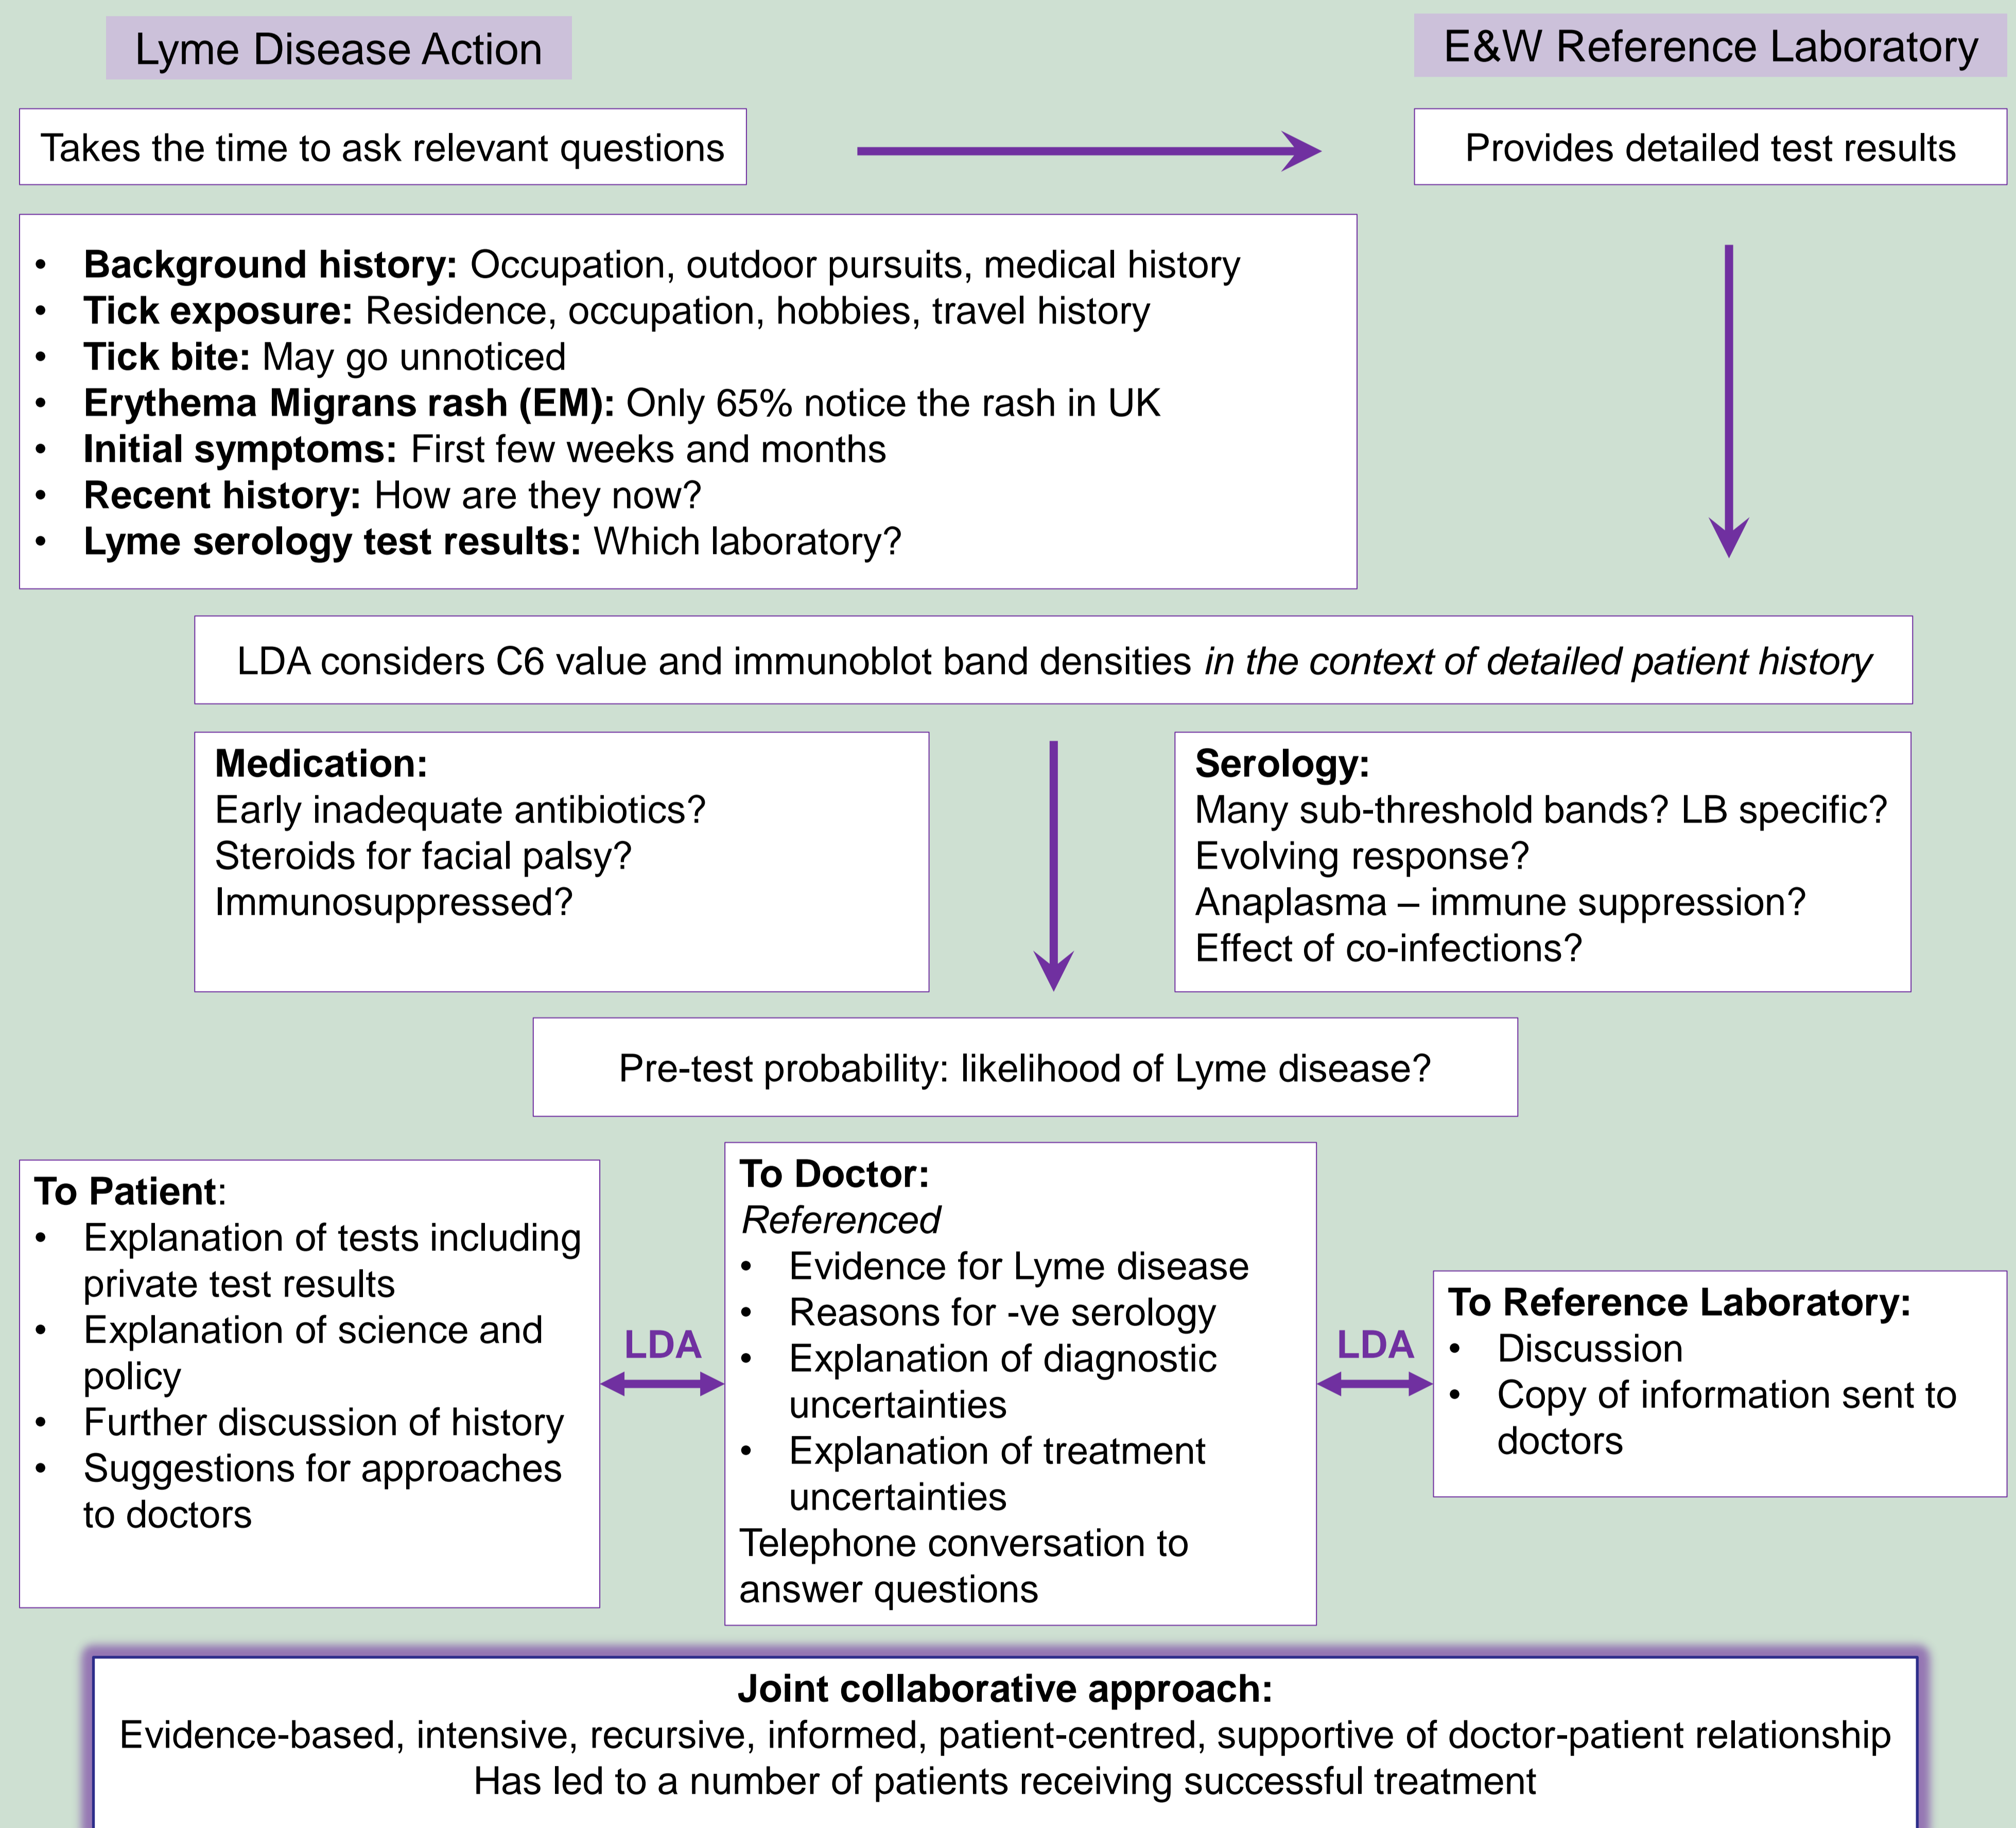 Lyme Disease Action
E&W Reference Laboratory
Takes the time to ask relevant questions
Provides detailed test results
• Background history: Occupation, outdoor pursuits, medical history
• Tick exposure: Residence, occupation, hobbies, travel history
• Tick bite: May go unnoticed
• Erythema Migrans rash (EM): Only 65% notice the rash in UK
• Initial symptoms: First few weeks and months
• Recent history: How are they now?
• Lyme serology test results: Which laboratory?
LDA considers C6 value and immunoblot band densities in the context of detailed patient history
Medication:
Early inadequate antibiotics?
Steroids for facial palsy?
Immunosuppressed?
Serology:
Many sub-threshold bands? LB specific?
Evolving response?
Anaplasma – immune suppression?
Effect of co-infections?
Pre-test probability: likelihood of Lyme disease?
To Patient:
• Explanation of tests including
private test results
• Explanation of science and
policy
• Further discussion of history
• Suggestions for approaches
to doctors
LDA
To Doctor:
Referenced
• Evidence for Lyme disease
• Reasons for -ve serology
• Explanation of diagnostic
uncertainties
• Explanation of treatment
uncertainties
Telephone conversation to
answer questions
LDA
To Reference Laboratory:
• Discussion
• Copy of information sent to
doctors
Joint collaborative approach:
Evidence-based, intensive, recursive, informed, patient-centred, supportive of doctor-patient relationship
Has led to a number of patients receiving successful treatment